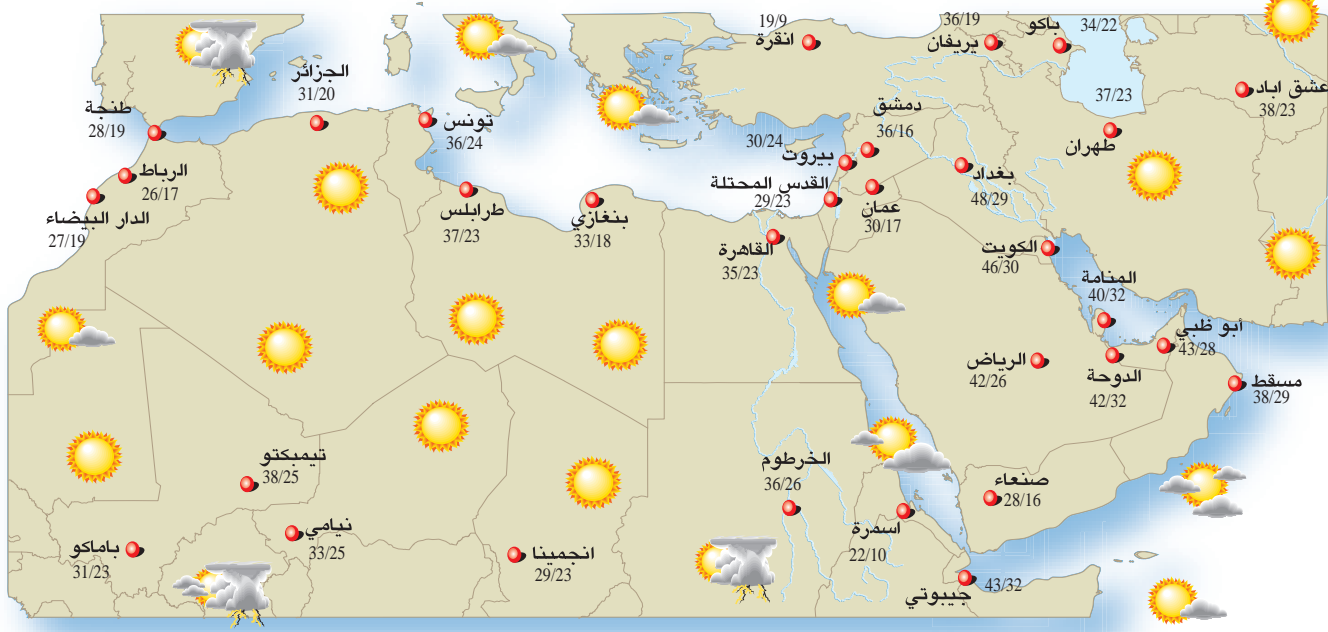 19/9
انقرة
36/19
يريفان
باكو
34/22
عشق اباد
38/23
37/23
طهران
الجزائر
31/20
طنجة
28/19
تونس
36/24
دمشق
36/16
30/24
بيروت
بغداد
48/29
الرباط
26/17
الدار البيضاء
27/19
طرابلس
37/23
بنغازي
33/18
القدس المحتلة
29/23
عمان
30/17
القاهرة
35/23
الكويت
46/30
المنامة
40/32
أبو ظبي
43/28
الرياض
42/26
الدوحة
42/32
مسقط
38/29
تيمبكتو
38/25
الخرطوم
36/26
صنعاء
28/16
اسمرة
22/10
نيامي
33/25
باماكو
31/23
انجمينا
29/23
جيبوتي
43/32